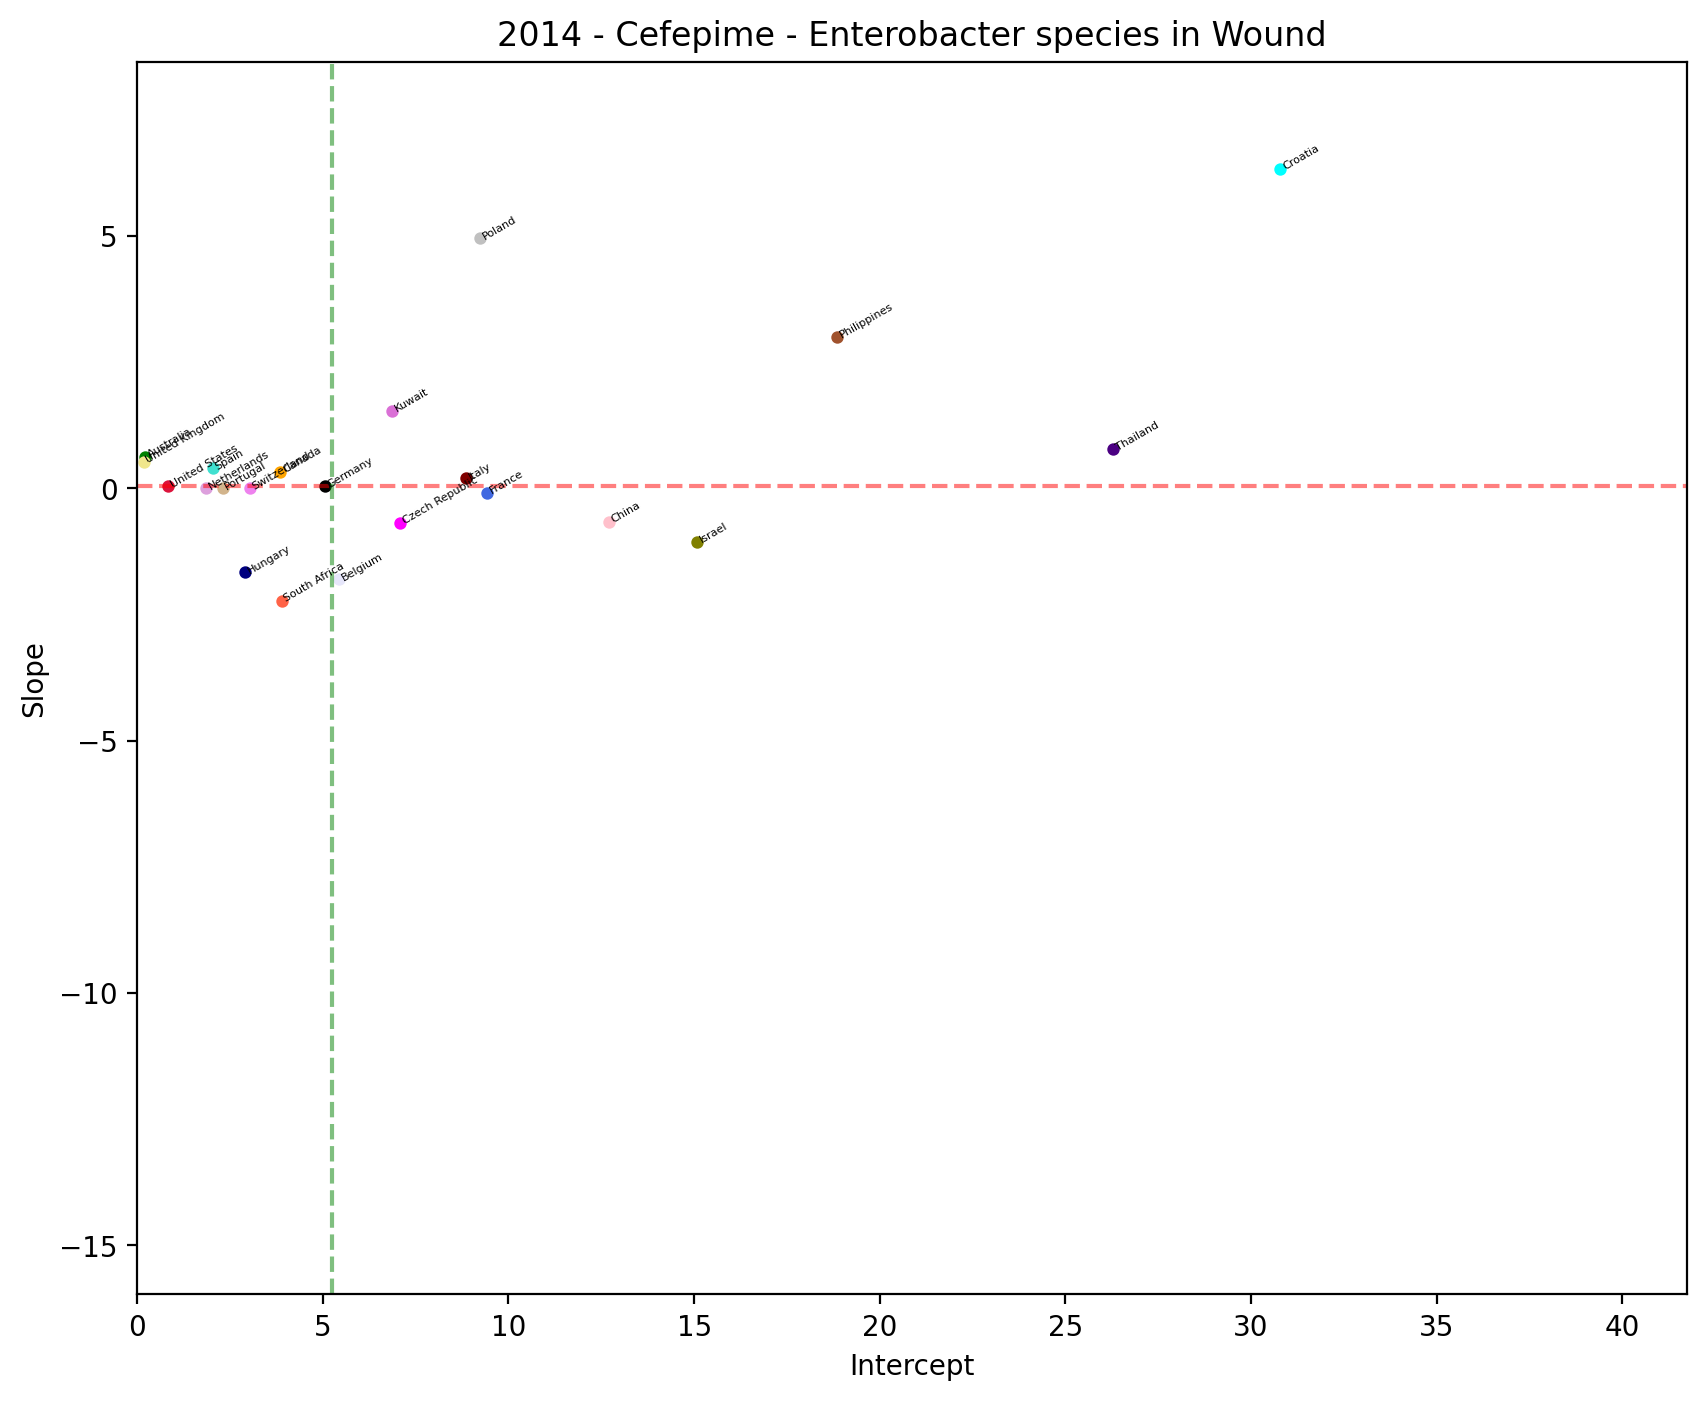 2014 - Cefepime - Enterobacter species in Wound
Croatia
5
Poland
Philippines
Kuwait
Thailand
Australia
United Kingdom
United States
Spain
Netherlands
Portugal
Switzerland
Canada
Germany
Italy
France
0
Czech Republic
China
Israel
Hungary
South Africa
Belgium
Slope
−5
−10
−15
0 5 10 15 20 25 30 35 40
Intercept